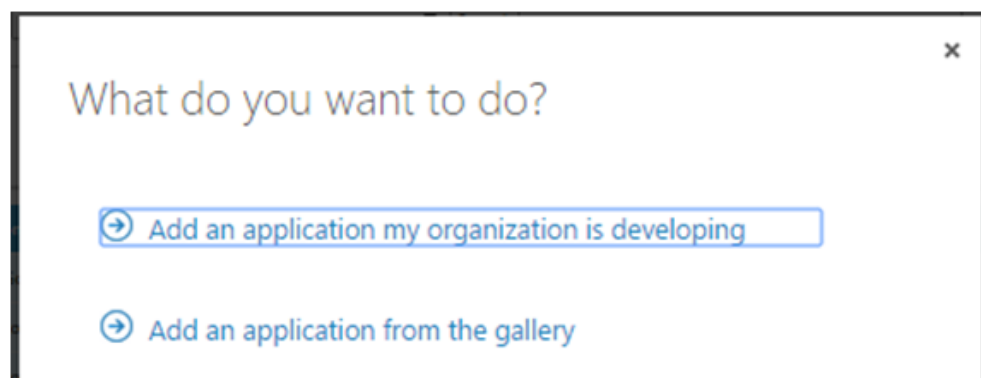 What do you want to do?
Add an application my organization is developing
Add an application from the gallery